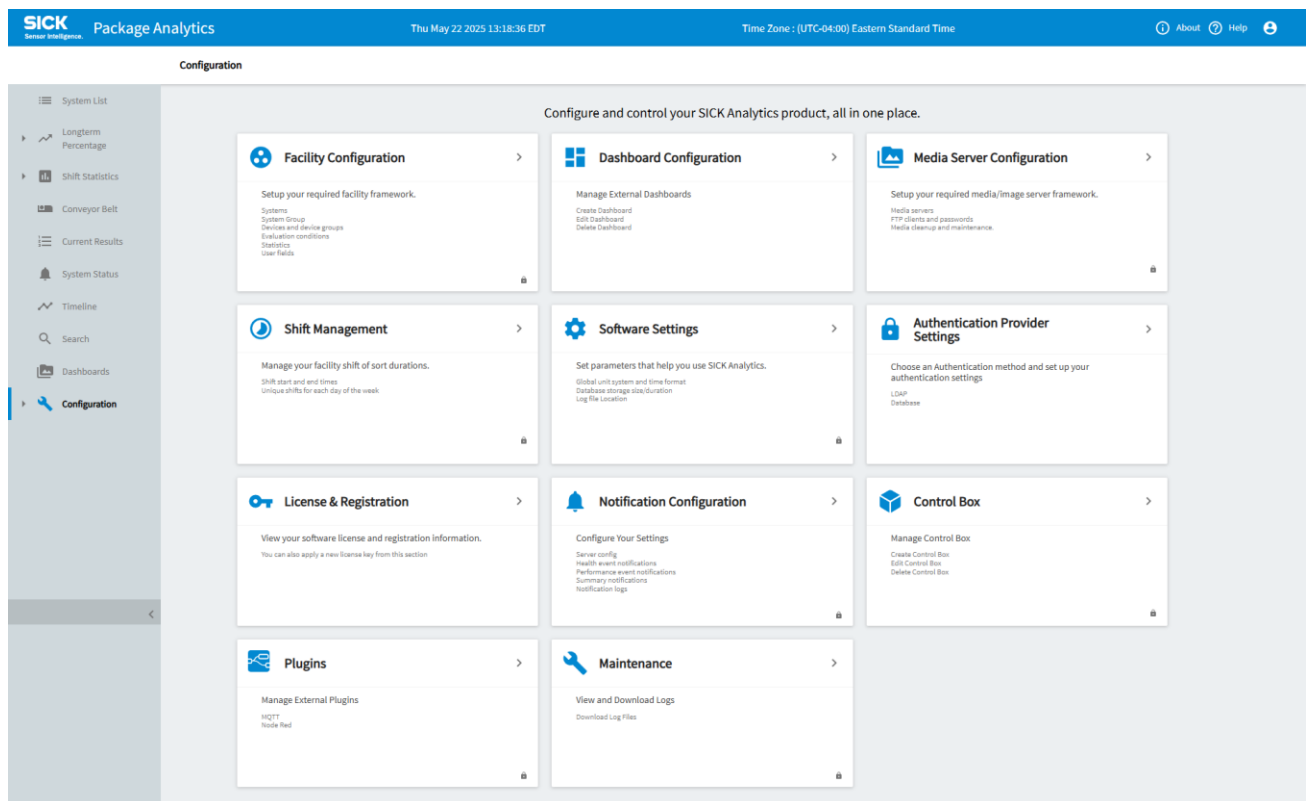 SICK
Sensor Intelligence.
Package Analytics
Thu May 22 2025 13:18:36 EDT
Time Zone : (UTC-04:00) Eastern Standard Time
About
Help
Configuration
System List
Longterm
Percentage
Shift Statistics
Conveyor Belt
Current Results
System Status
Timeline
Search
Dashboards
Configuration
Configure and control your SICK Analytics product, all in one place.
Facility Configuration
Setup your required facility framework.
Systems
System Group
Devices and device groups
Evaluation conditions
Statistics
User fields
Dashboard Configuration
Manage External Dashboards
Create Dashboard
Edit Dashboard
Delete Dashboard
Media Server Configuration
Setup your required media/image server framework.
Media servers
FTP clients and passwords
Media cleanup and maintenance.
Shift Management
Manage your facility shift of sort durations.
Shift start and end times
Unique shifts for each day of the week
Software Settings
Set parameters that help you use SICK Analytics.
Global unit system and time format
Database storage size/duration
Log file Location
Authentication Provider
Settings
Choose an Authentication method and set up your
authentication settings
LDAP
Database
License & Registration
View your software license and registration information.
You can also apply a new license key from this section
Notification Configuration
Configure Your Settings
Server config
Health event notifications
Performance event notifications
Summary notifications
Notification logs
Control Box
Manage Control Box
Create Control Box
Edit Control Box
Delete Control Box
Plugins
Manage External Plugins
MQTT
Node Red
Maintenance
View and Download Logs
Download Log Files